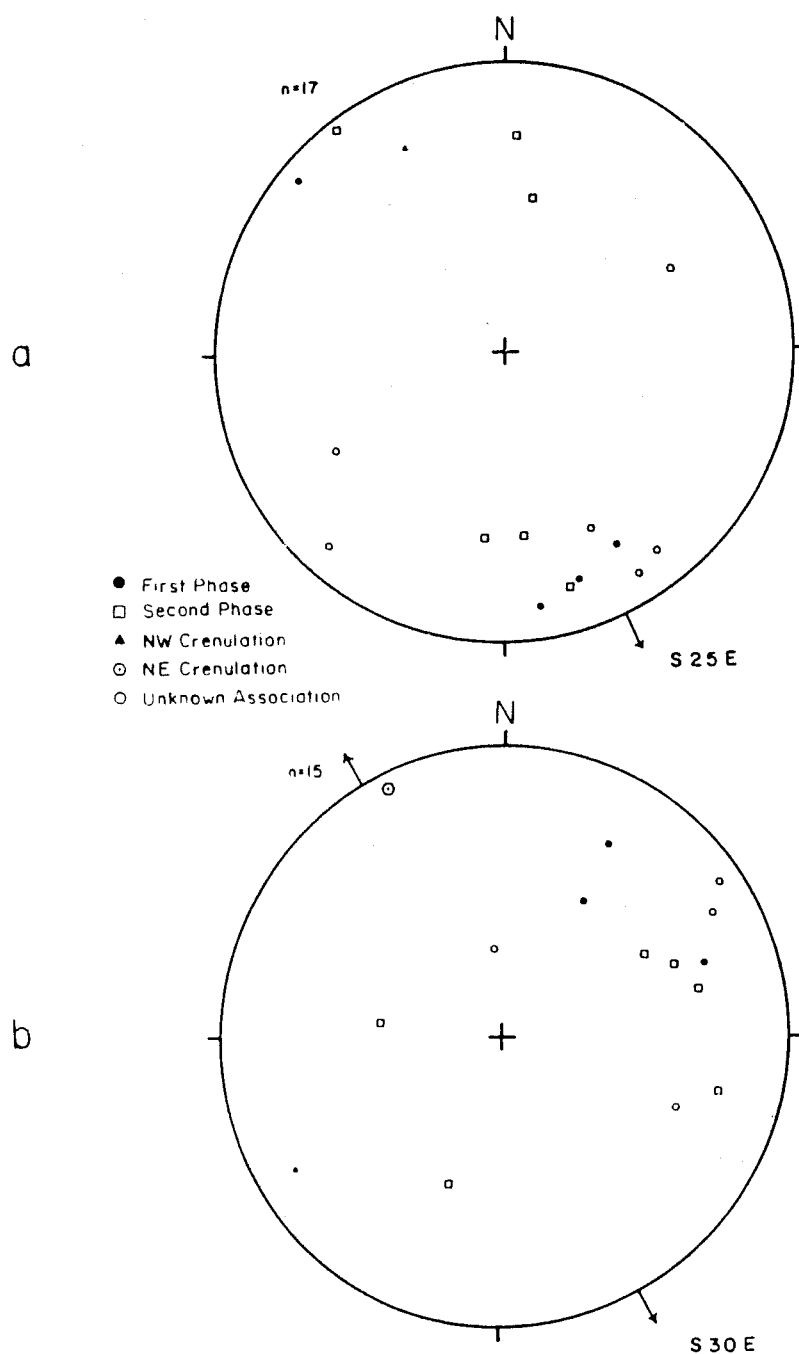 N
n=17
a
First Phase
Second Phase
NW Crenulation
NE Crenulation
Unknown Association
S 25 E
N
n=15
b
S 30 E